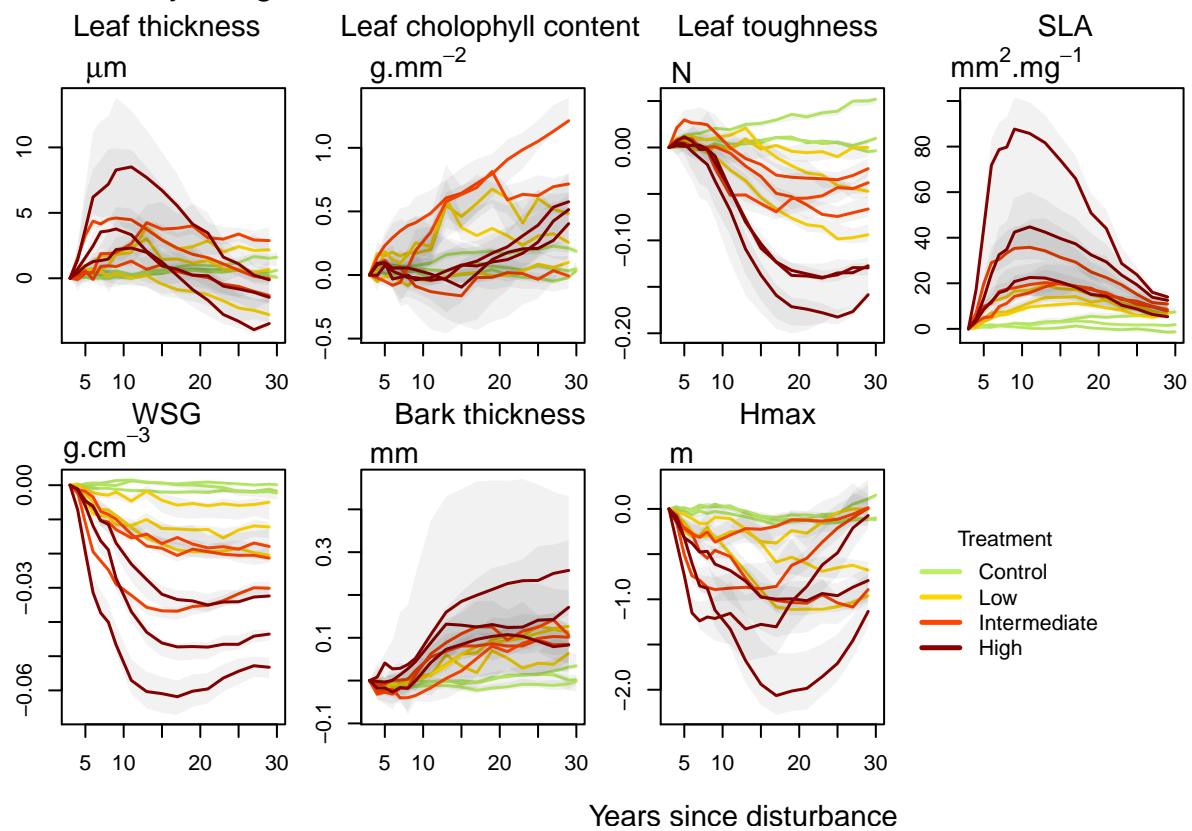 Leaf thickness Leaf cholophyll content Leaf toughness SLA
μm g.mm−2 N mm2.mg−1
10
5
0
5 10 20 30
1.0
0.5
0.0
−0.5
5 10 20 30
0.00
−0.10
−0.20
5 10 20 30
80
60
40
20
0
5 10 20 30
WSG Bark thickness Hmax
g.cm−3 mm m
0.00
−0.03
−0.06
5 10 20 30
0.3
0.1
−0.1
5 10 20 30
0.0
−1.0
−2.0
5 10 20 30
Treatment
Control
Low
Intermediate
High
Years since disturbance